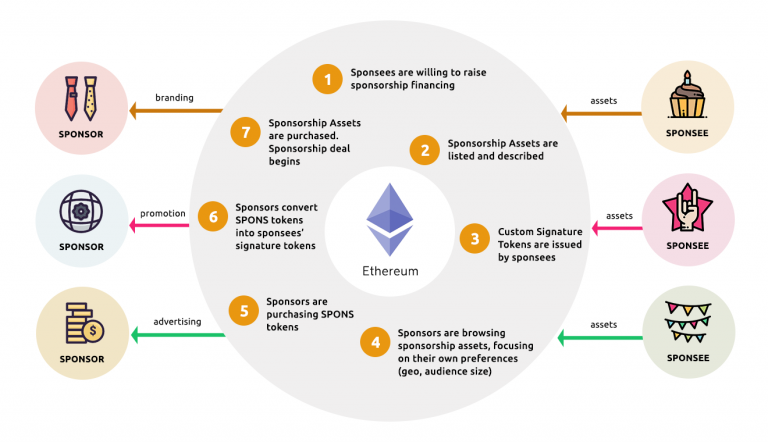 1
Sponsees are willing to raise
sponsorship financing
branding
SPONSOR
7
Sponsorship Assets
are purchased.
Sponsorship deal
begins
2
Sponsorship Assets are
listed and described
assets
SPONSEE
promotion
SPONSOR
6
Sponsors convert
SPONS tokens
into sponsees'
signature tokens
Ethereum
3
Custom Signature
Tokens are issued
by sponsees
assets
SPONSEE
advertising
SPONSOR
5
Sponsors are
purchasing SPONS
tokens
4
Sponsors are browsing
sponsorship assets, focusing
on their own preferences
(geo, audience size)
assets
SPONSEE